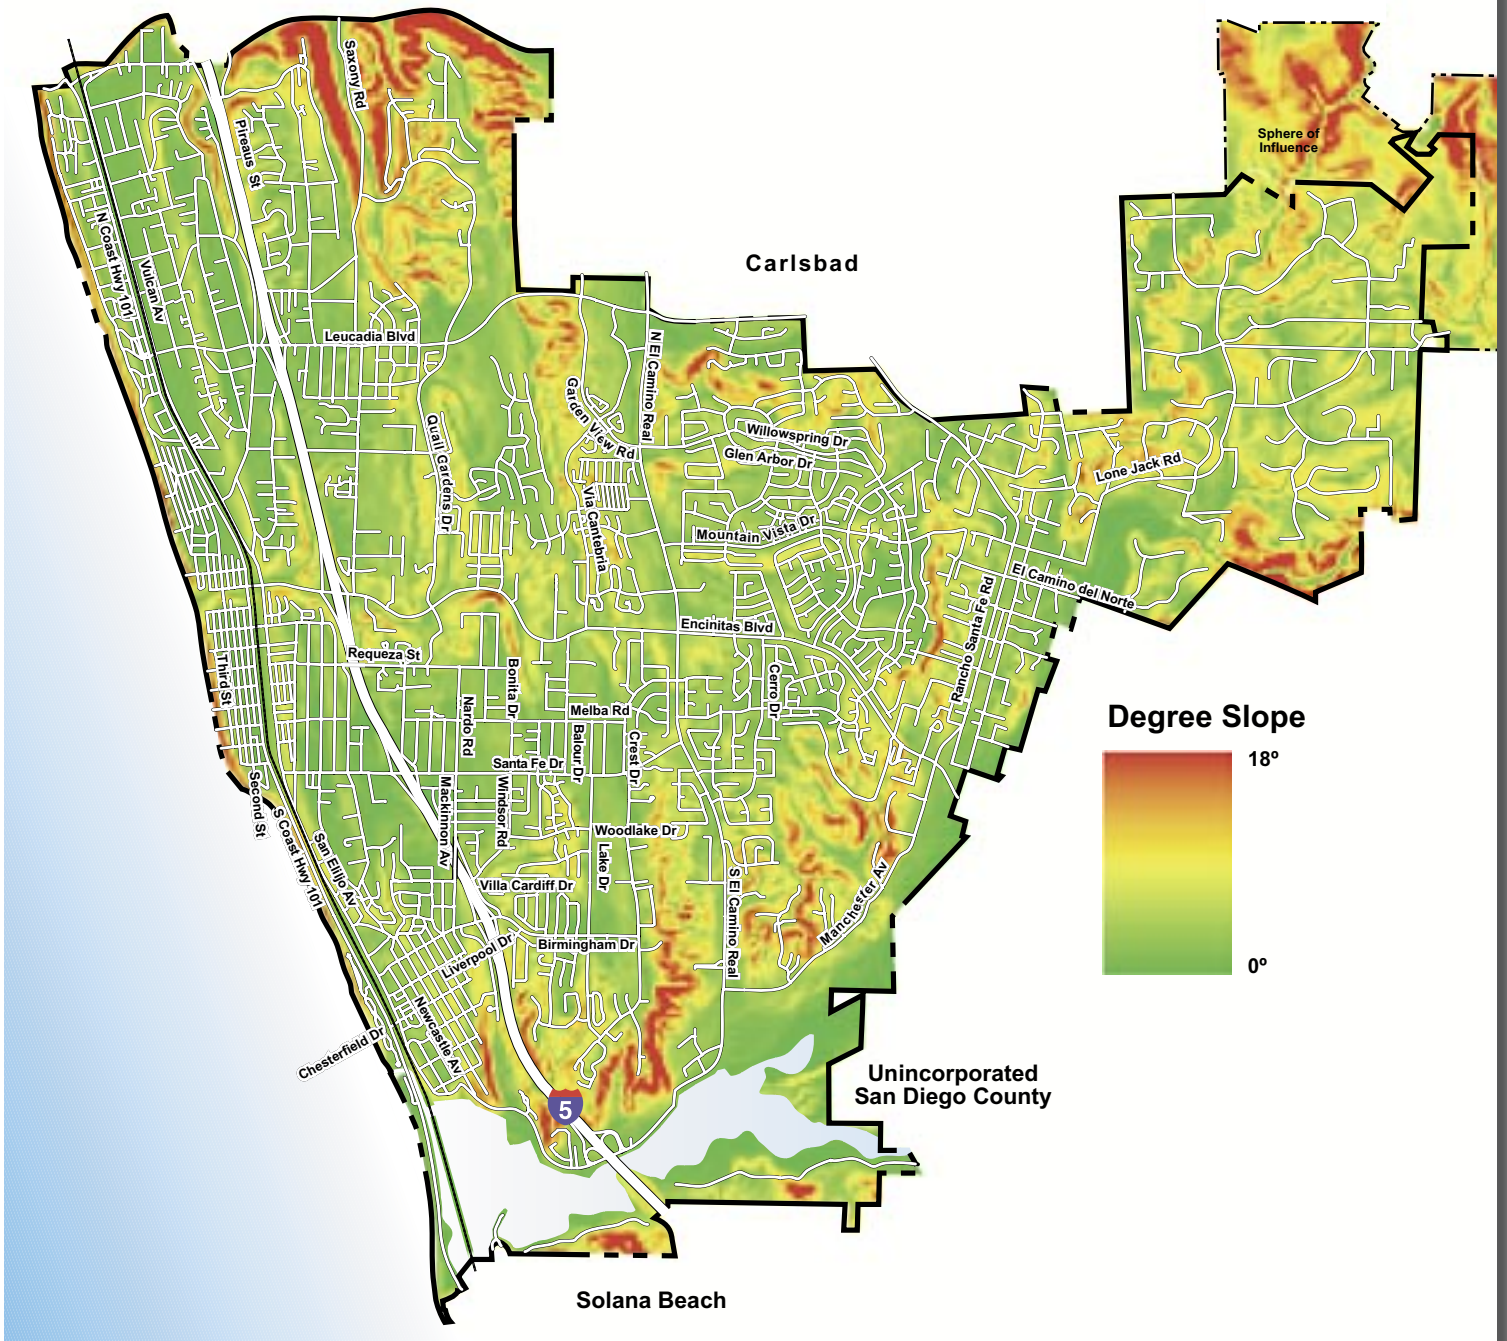 Saxony Rd
Piraeus St
Sphere of
Influence
N Coast Hwy 101
Vulcan Av
Carlsbad
Leucadia Blvd
N El Camino Real
Garden View Rd
Quail Gardens Dr
Willowspring Dr
Glen Arbor Dr
Lone Jack Rd
Via Cantebria
Mountain Vista Dr
El Camino del Norte
Rancho Santa Fe Rd
Encinitas Blvd
Requeza St
Third St
Bonita Dr
Cerro Dr
Nardo Rd
Melba Rd
Degree Slope
18º
0º
Balour Dr
Crest Dr
Santa Fe Dr
Second St
Mackinnon Av
Windsor Rd
S Coast Hwy 101
San Elijo Av
Woodlake Dr
Lake Dr
Villa Cardiff Dr
S El Camino Real
Manchester Av
Liverpool Dr
Birmingham Dr
Newcastle Av
Chesterfield Dr
5
Unincorporated
San Diego County
Solana Beach